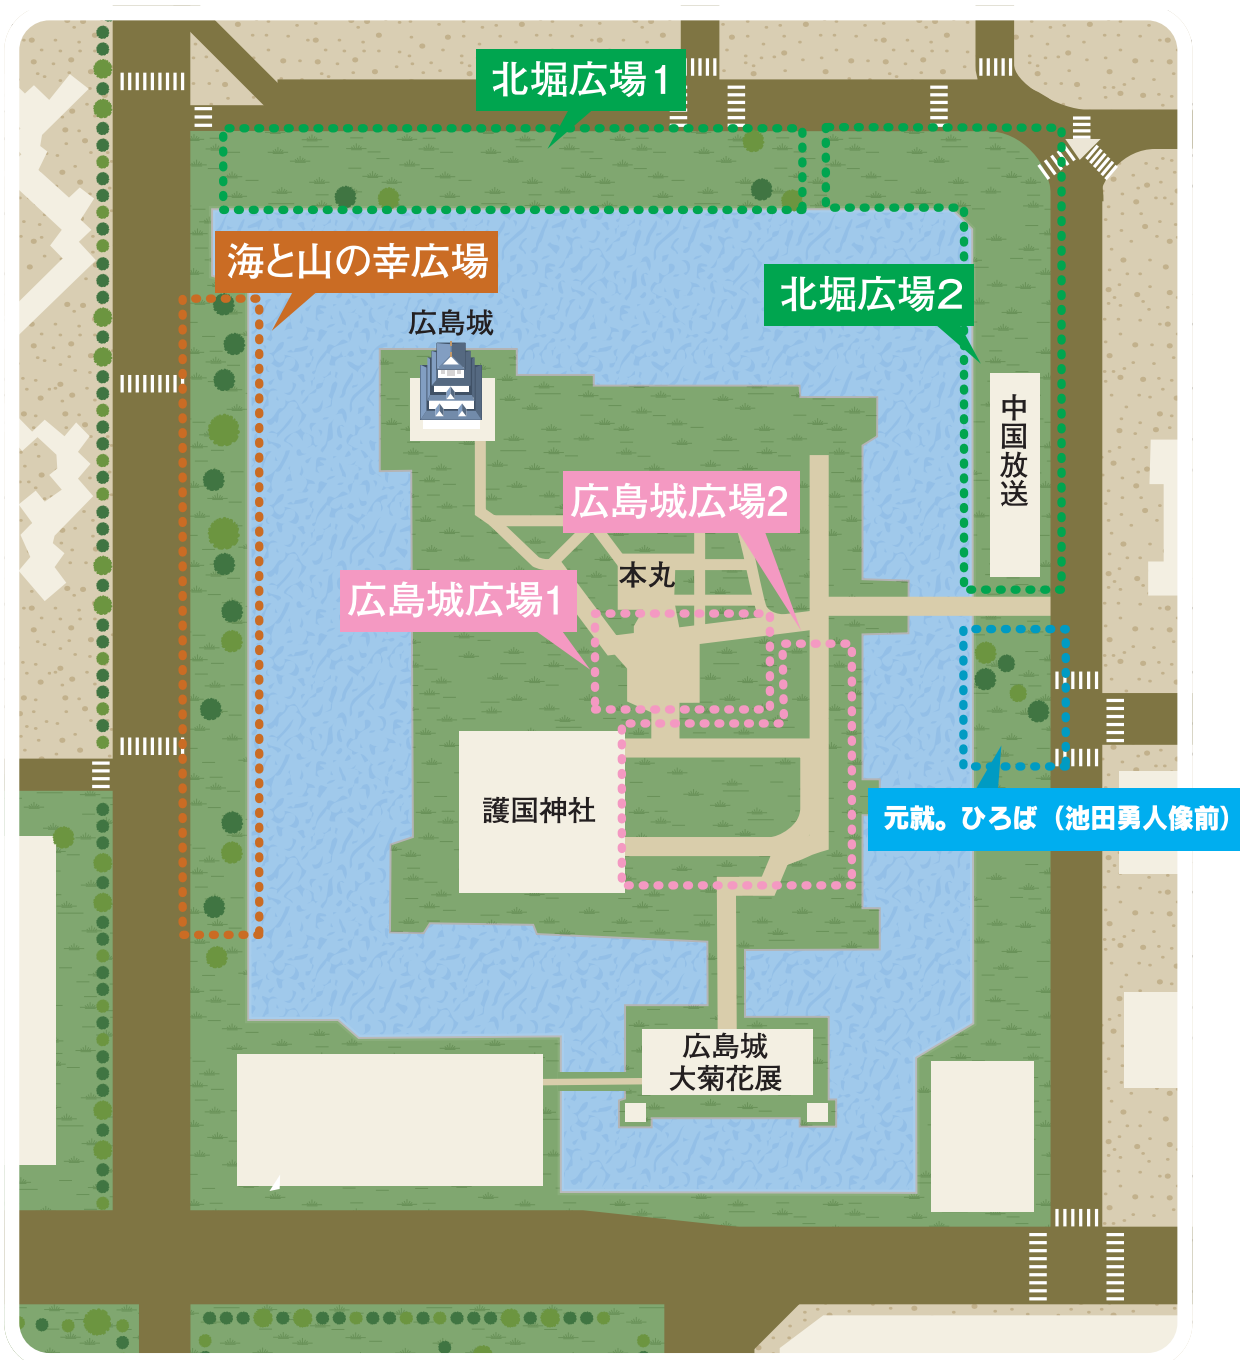 北堀広場1
海と山の幸広場
北堀広場2
広島城
中国放送
広島城広場2
本丸
広島城広場1
護国神社
元就。ひろば（池田勇人像前）
広島城
大菊花展